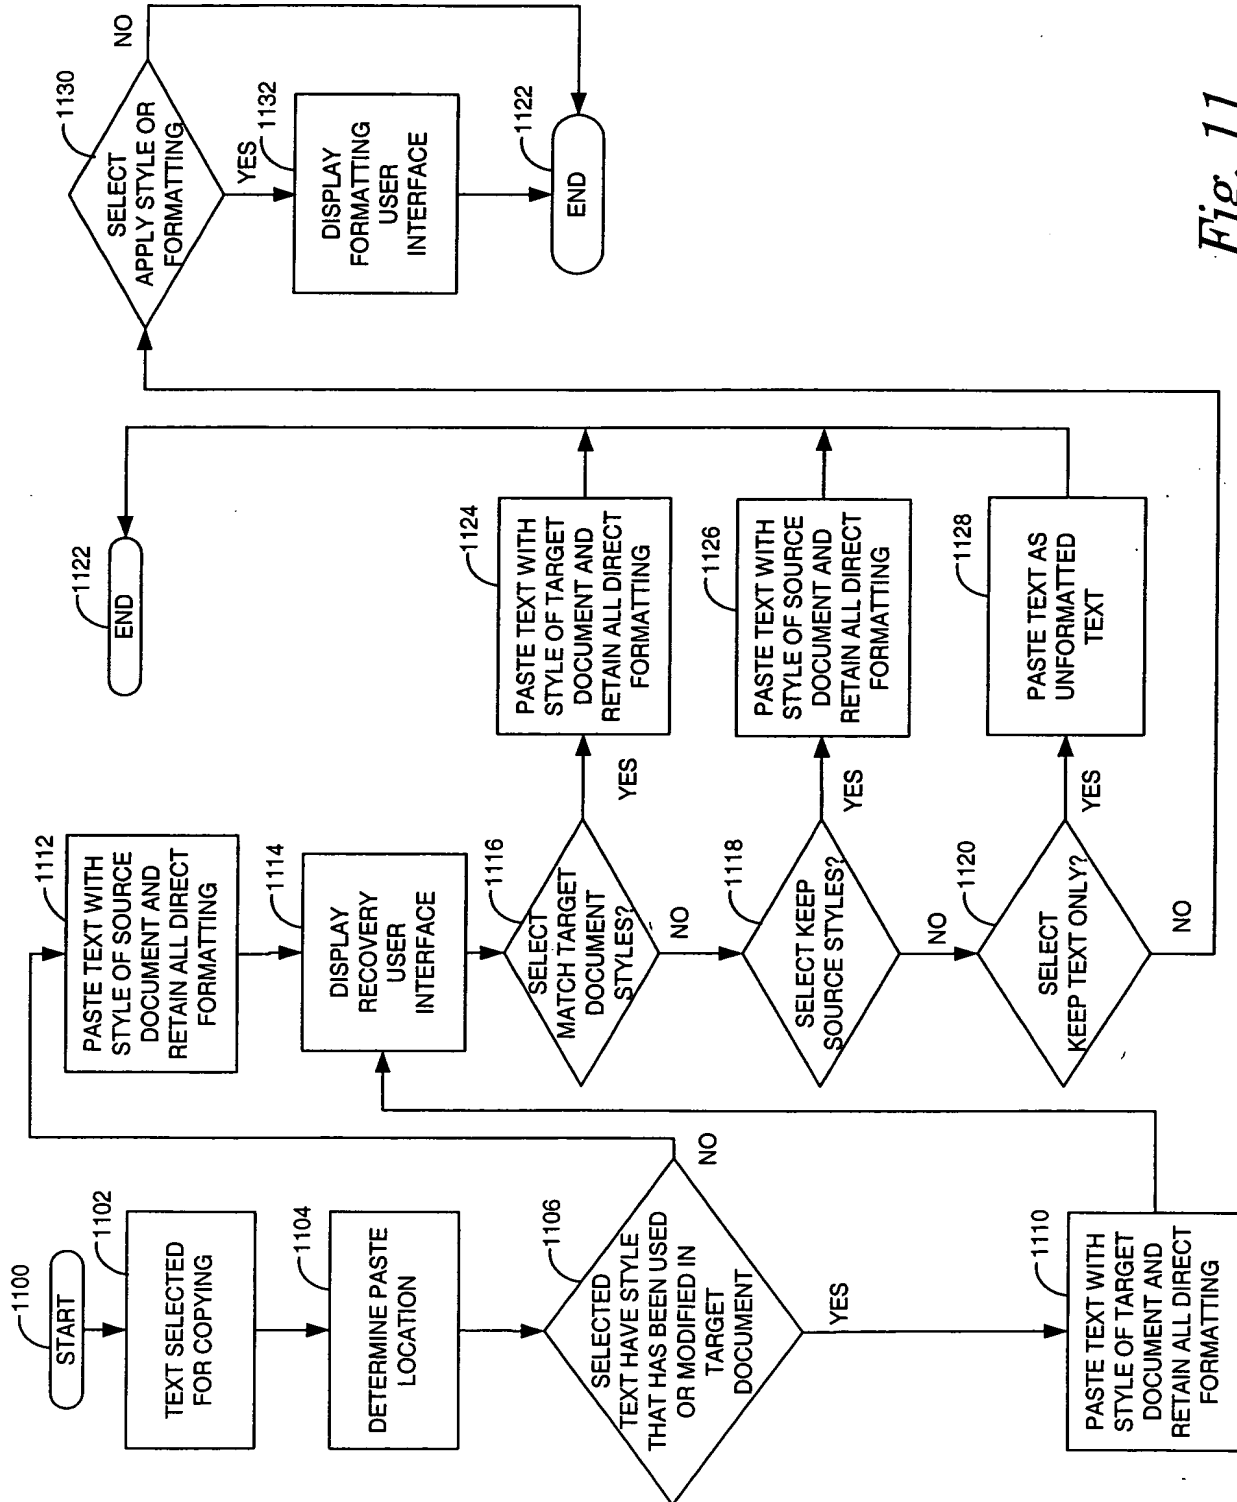 1100
START
1102
TEXT SELECTED
FOR COPYING
1104
DETERMINE PASTE
LOCATION
1106
SELECTED
TEXT HAVE STYLE
THAT HAS BEEN USED
OR MODIFIED IN
TARGET
DOCUMENT
NO
YES
1110
PASTE TEXT WITH
STYLE OF TARGET
DOCUMENT AND
RETAIN ALL DIRECT
FORMATTING
1112
PASTE TEXT WITH
STYLE OF SOURCE
DOCUMENT AND
RETAIN ALL DIRECT
FORMATTING
1114
DISPLAY
RECOVERY
USER
INTERFACE
1116
SELECT
MATCH TARGET
DOCUMENT
STYLES?
YES
NO
1124
PASTE TEXT WITH
STYLE OF TARGET
DOCUMENT AND
RETAIN ALL DIRECT
FORMATTING
1118
SELECT KEEP
SOURCE STYLES?
YES
NO
1126
PASTE TEXT WITH
STYLE OF SOURCE
DOCUMENT AND
RETAIN ALL DIRECT
FORMATTING
1120
SELECT
KEEP TEXT ONLY?
YES
NO
1128
PASTE TEXT AS
UNFORMATTED
TEXT
1122
END
1130
SELECT
APPLY STYLE OR
FORMATTING
NO
YES
1132
DISPLAY
FORMATTING
USER
INTERFACE
1122
END
Fig. 11